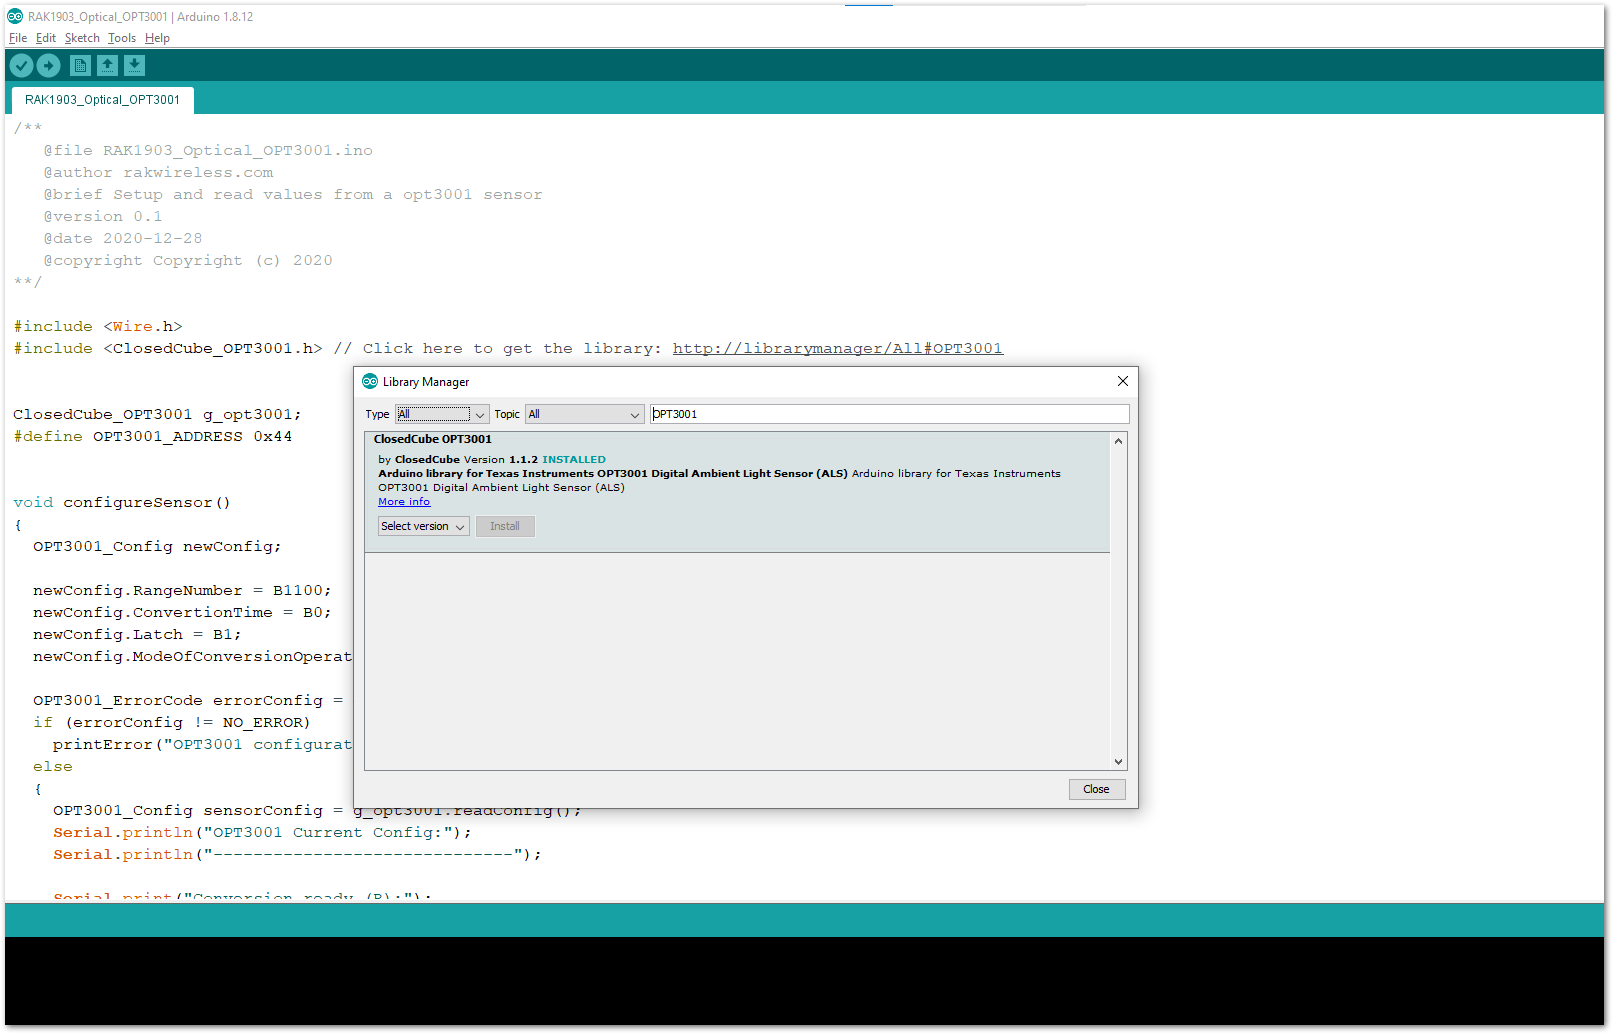 RAK1903_Optical_OPT3001 | Arduino 1.8.12
File Edit Sketch Tools Help
RAK1903_Optical_OPT3001
/**
@file RAK1903_Optical_OPT3001.ino
@author rakwireless.com
@brief Setup and read values from a opt3001 sensor
@version 0.1
@date 2020-12-28
@copyright Copyright (c) 2020
**/
#include <Wire.h>
#include <ClosedCube_OPT3001.h> // Click here to get the library: http://librarymanager/All#OPT3001
ClosedCube_OPT3001 g_opt3001;
#define OPT3001_ADDRESS 0x44
void configureSensor()
{
OPT3001_Config newConfig;
newConfig.RangeNumber = B1100;
newConfig.ConvertionTime = B0;
newConfig.Latch = B1;
newConfig.ModeOfConversionOperat
OPT3001_ErrorCode errorConfig =
if (errorConfig != NO_ERROR)
printError("OPT3001 configurat
else
{
OPT3001_Config sensorConfig = g_opt3001.readConfig();
Serial.println("OPT3001 Current Config:");
Serial.println("------------------------------");
Serial.print("Conversion ready (R):");
Library Manager
Type All Topic All OPT3001
ClosedCube OPT3001
by ClosedCube Version 1.1.2 INSTALLED
Arduino library for Texas Instruments OPT3001 Digital Ambient Light Sensor (ALS) Arduino library for Texas Instruments
OPT3001 Digital Ambient Light Sensor (ALS)
More info
Select version Install
Close